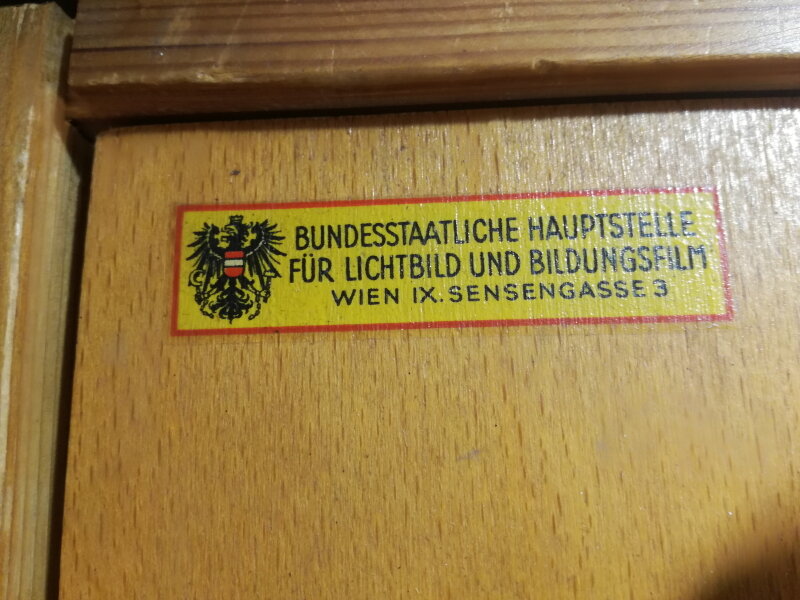 BUNDESSTAATLICHE HAUPTSTELLE
FÜR LICHTBILD UND BILDUNGSFILM
WIEN IX. SENSENGASSE 3